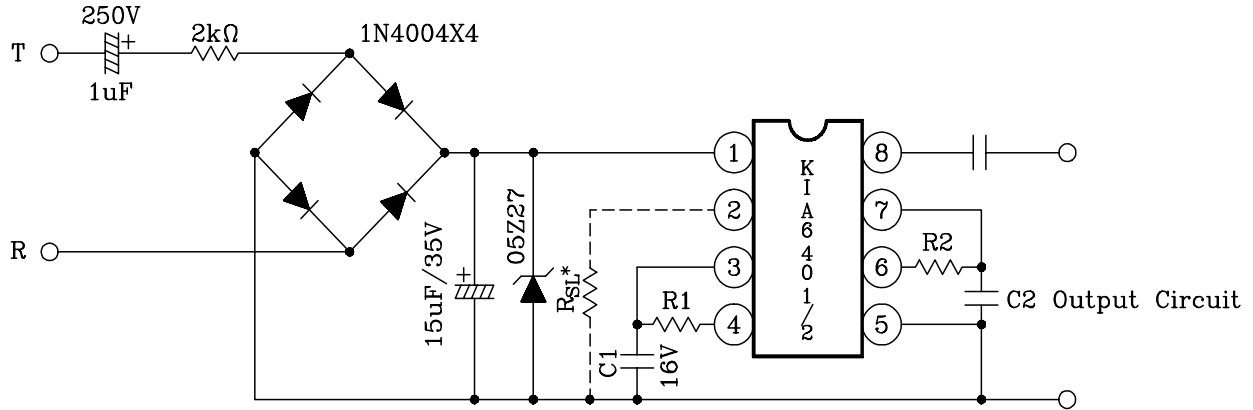 250V
+
T
1uF
2kΩ
1N4004X4
R
15uF/35V
+
05Z27
RSL*
C1
16V
R1
1
2
3
4
KIA6401/2
8
7
6
5
R2
C2 Output Circuit